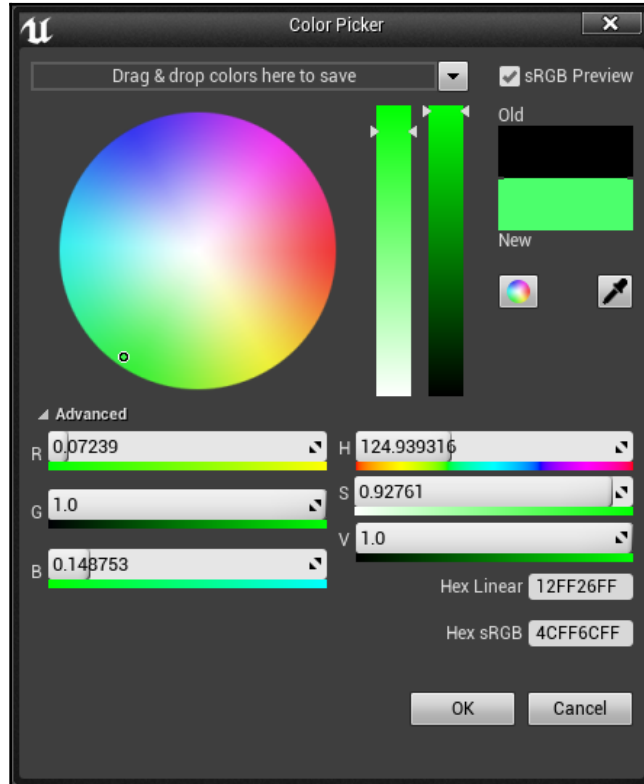 Color Picker
Drag & drop colors here to save
sRGB Preview
Old
New
Advanced
R 0.07239
H 124.939316
G 1.0
S 0.92761
B 0.148753
V 1.0
Hex Linear 12FF26FF
Hex sRGB 4CFF6CFF
OK Cancel